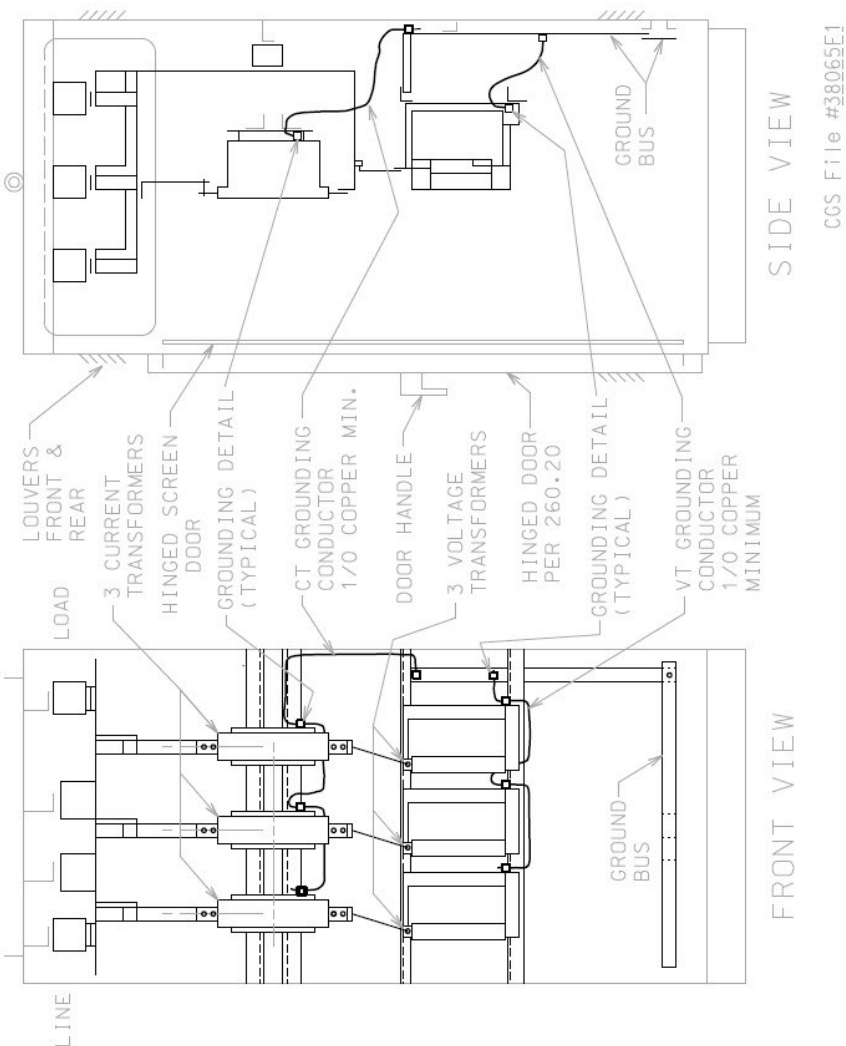 LINE
LOAD
LOUVERS
FRONT &
REAR
3 CURRENT
TRANSFORMERS
HINGED SCREEN
DOOR
GROUNDING DETAIL
(TYPICAL)
CT GROUNDING
CONDUCTOR
1/0 COPPER MIN.
DOOR HANDLE
3 VOLTAGE
TRANSFORMERS
HINGED DOOR
PER 260.20
GROUNDING DETAIL
(TYPICAL)
VT GROUNDING
CONDUCTOR
1/0 COPPER
MINIMUM
GROUND
BUS
GROUND
BUS
FRONT VIEW
SIDE VIEW
CGS File #38065E1